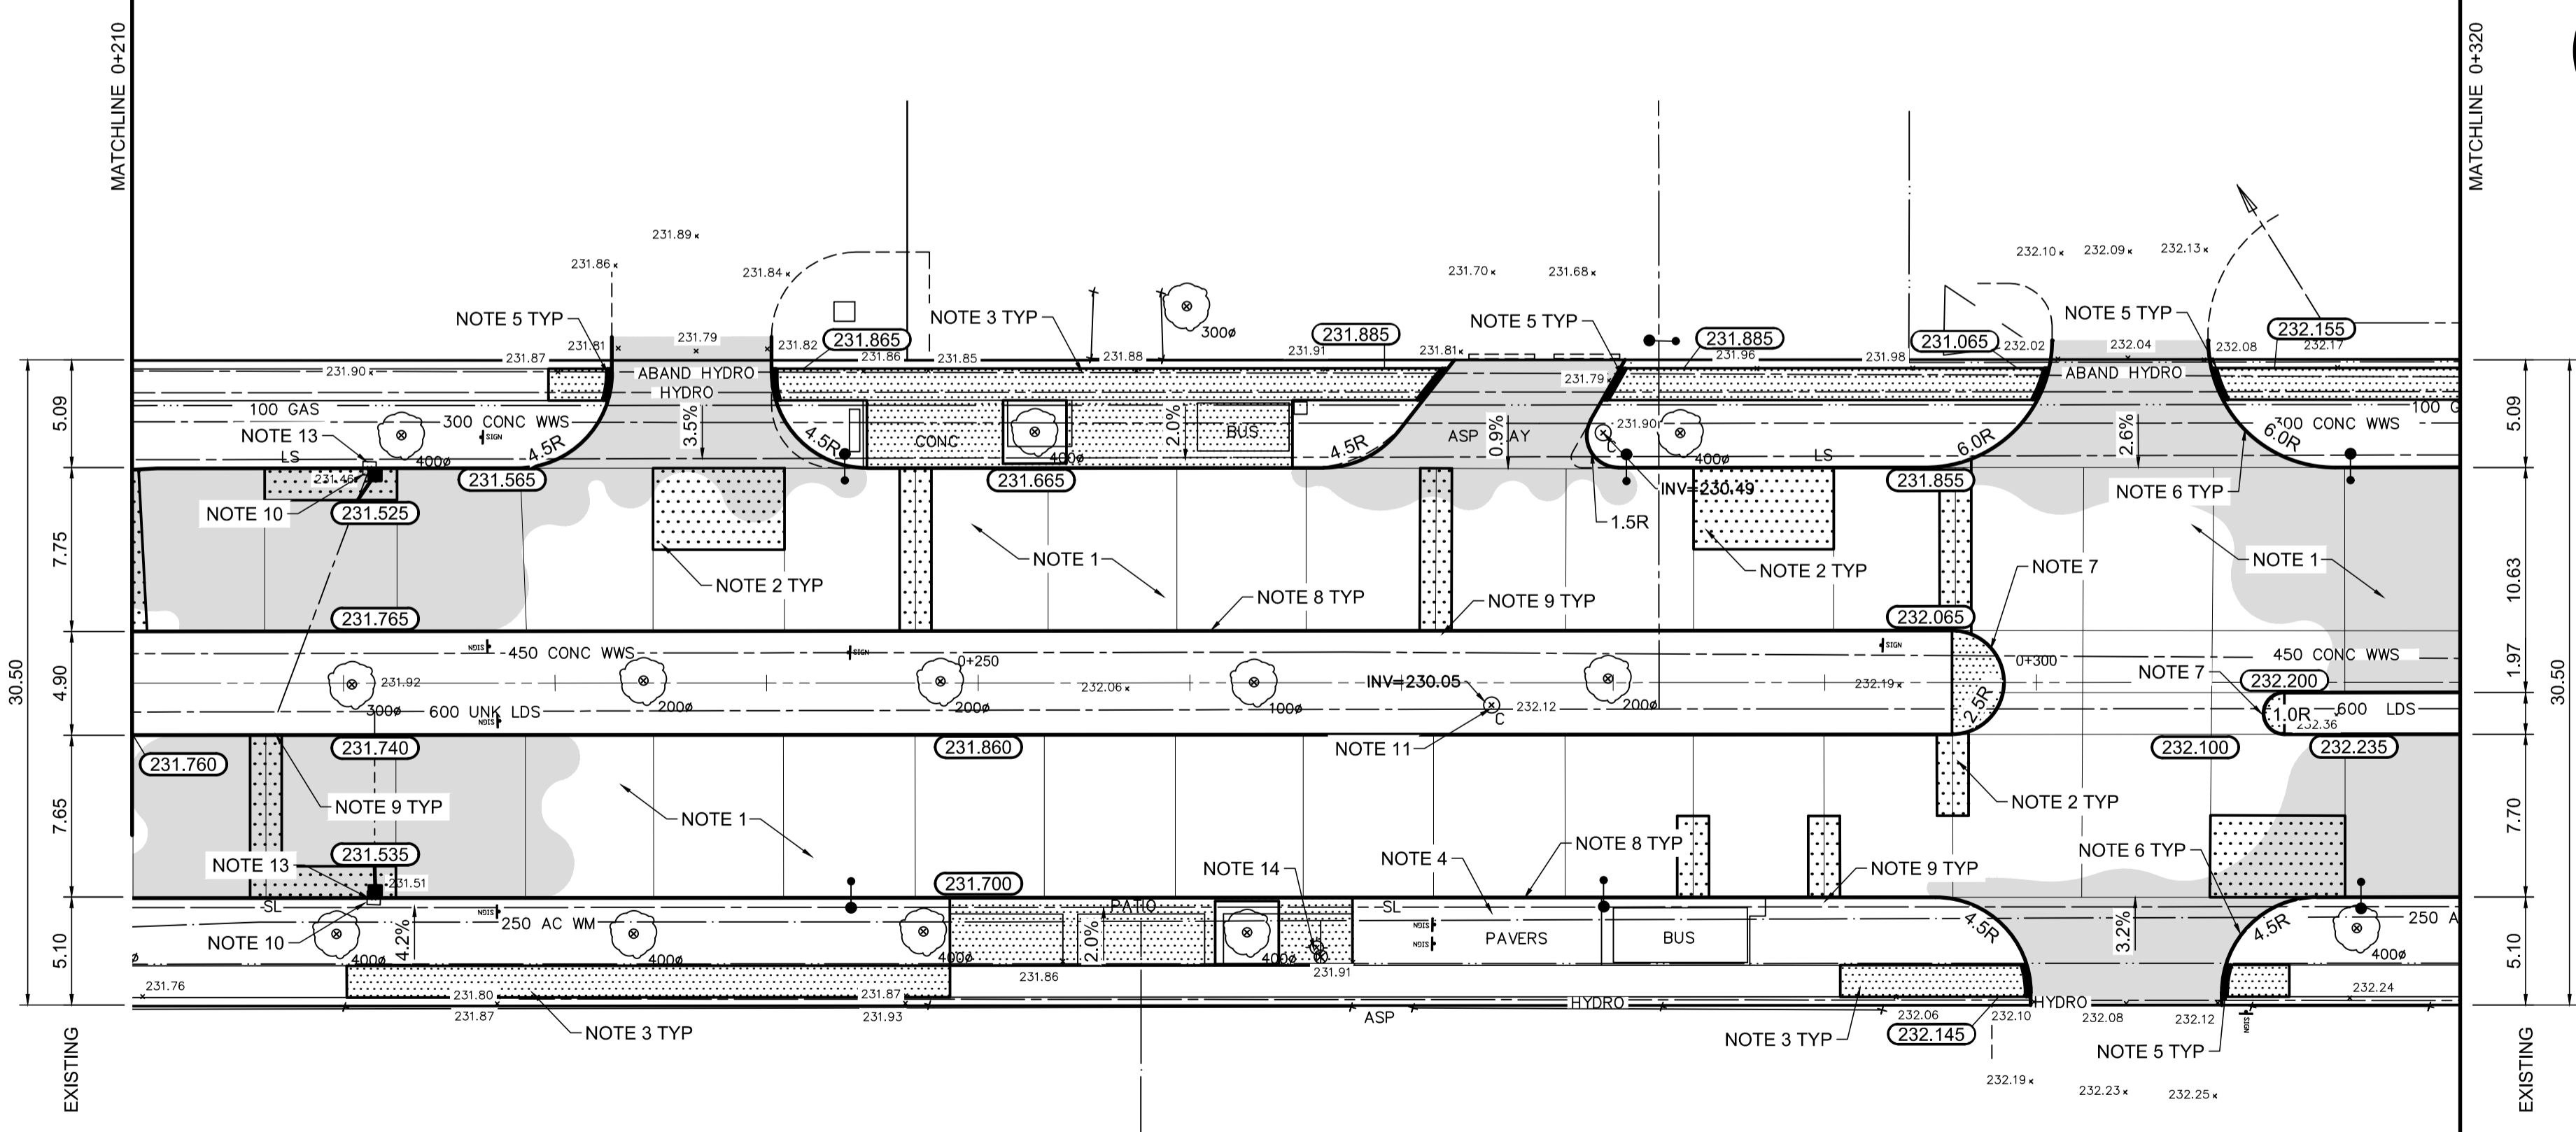 MATCHLINE 0+210
MATCHLINE 0+320
231.89
231.86
231.84
231.70
231.68
232.10
232.09
232.13
NOTE 5 TYP
NOTE 3 TYP
300ø
NOTE 5 TYP
NOTE 5 TYP
231.87
231.81
231.79
231.82
231.865
231.86
231.85
231.88
231.91
231.885
231.81
231.885
231.96
231.98
231.065
232.02
232.04
232.08
232.155
232.17
231.90
ABAND HYDRO
HYDRO
231.79
ABAND HYDRO
5.09
100 GAS
300 CONC WWS
NOTE 13
SIGN
LS
400ø
4.5R
3.5%
4.5R
CONC
400ø
2.0%
BUS
4.5R
ASP
AY
0.9%
231.90
C
400ø
LS
6.0R
2.6%
6.0R
300 CONC WWS
100 G
5.09
231.46
NOTE 10
231.525
231.565
231.665
INV=230.49
1.5R
231.855
NOTE 6 TYP
7.75
NOTE 2 TYP
NOTE 1
NOTE 2 TYP
NOTE 7
NOTE 1
10.63
231.765
NOTE 8 TYP
NOTE 9 TYP
232.065
30.50
4.90
SIGN
450 CONC WWS
SIGN
0+250
SIGN
0+300
450 CONC WWS
NOTE 7
1.97
30.50
231.92
232.06
INV=230.05
232.19
232.200
300ø
600 UNK LDS
SIGN
200ø
200ø
100ø
C
232.12
200ø
2.5R
1.0R
600 LDS
232.36
231.760
231.740
231.860
NOTE 11
232.100
232.235
7.65
NOTE 9 TYP
NOTE 1
NOTE 2 TYP
7.70
NOTE 13
231.535
231.51
231.700
NOTE 14
NOTE 4
NOTE 8 TYP
NOTE 9 TYP
NOTE 6 TYP
SL
SIGN
PATIO
SL
5.10
NOTE 10
4.2%
250 AC WM
400ø
400ø
400ø
2.0%
400ø
SIGN
SIGN
PAVERS
BUS
4.5R
3.2%
4.5R
250 A
400ø
5.10
ø
231.76
231.80
231.87
231.86
231.91
232.24
231.87
231.93
ASP
HYDRO
HYDRO
232.06
232.10
232.08
232.12
SIGN
NOTE 3 TYP
NOTE 3 TYP
232.145
NOTE 5 TYP
EXISTING
232.19
232.23
232.25
EXISTING